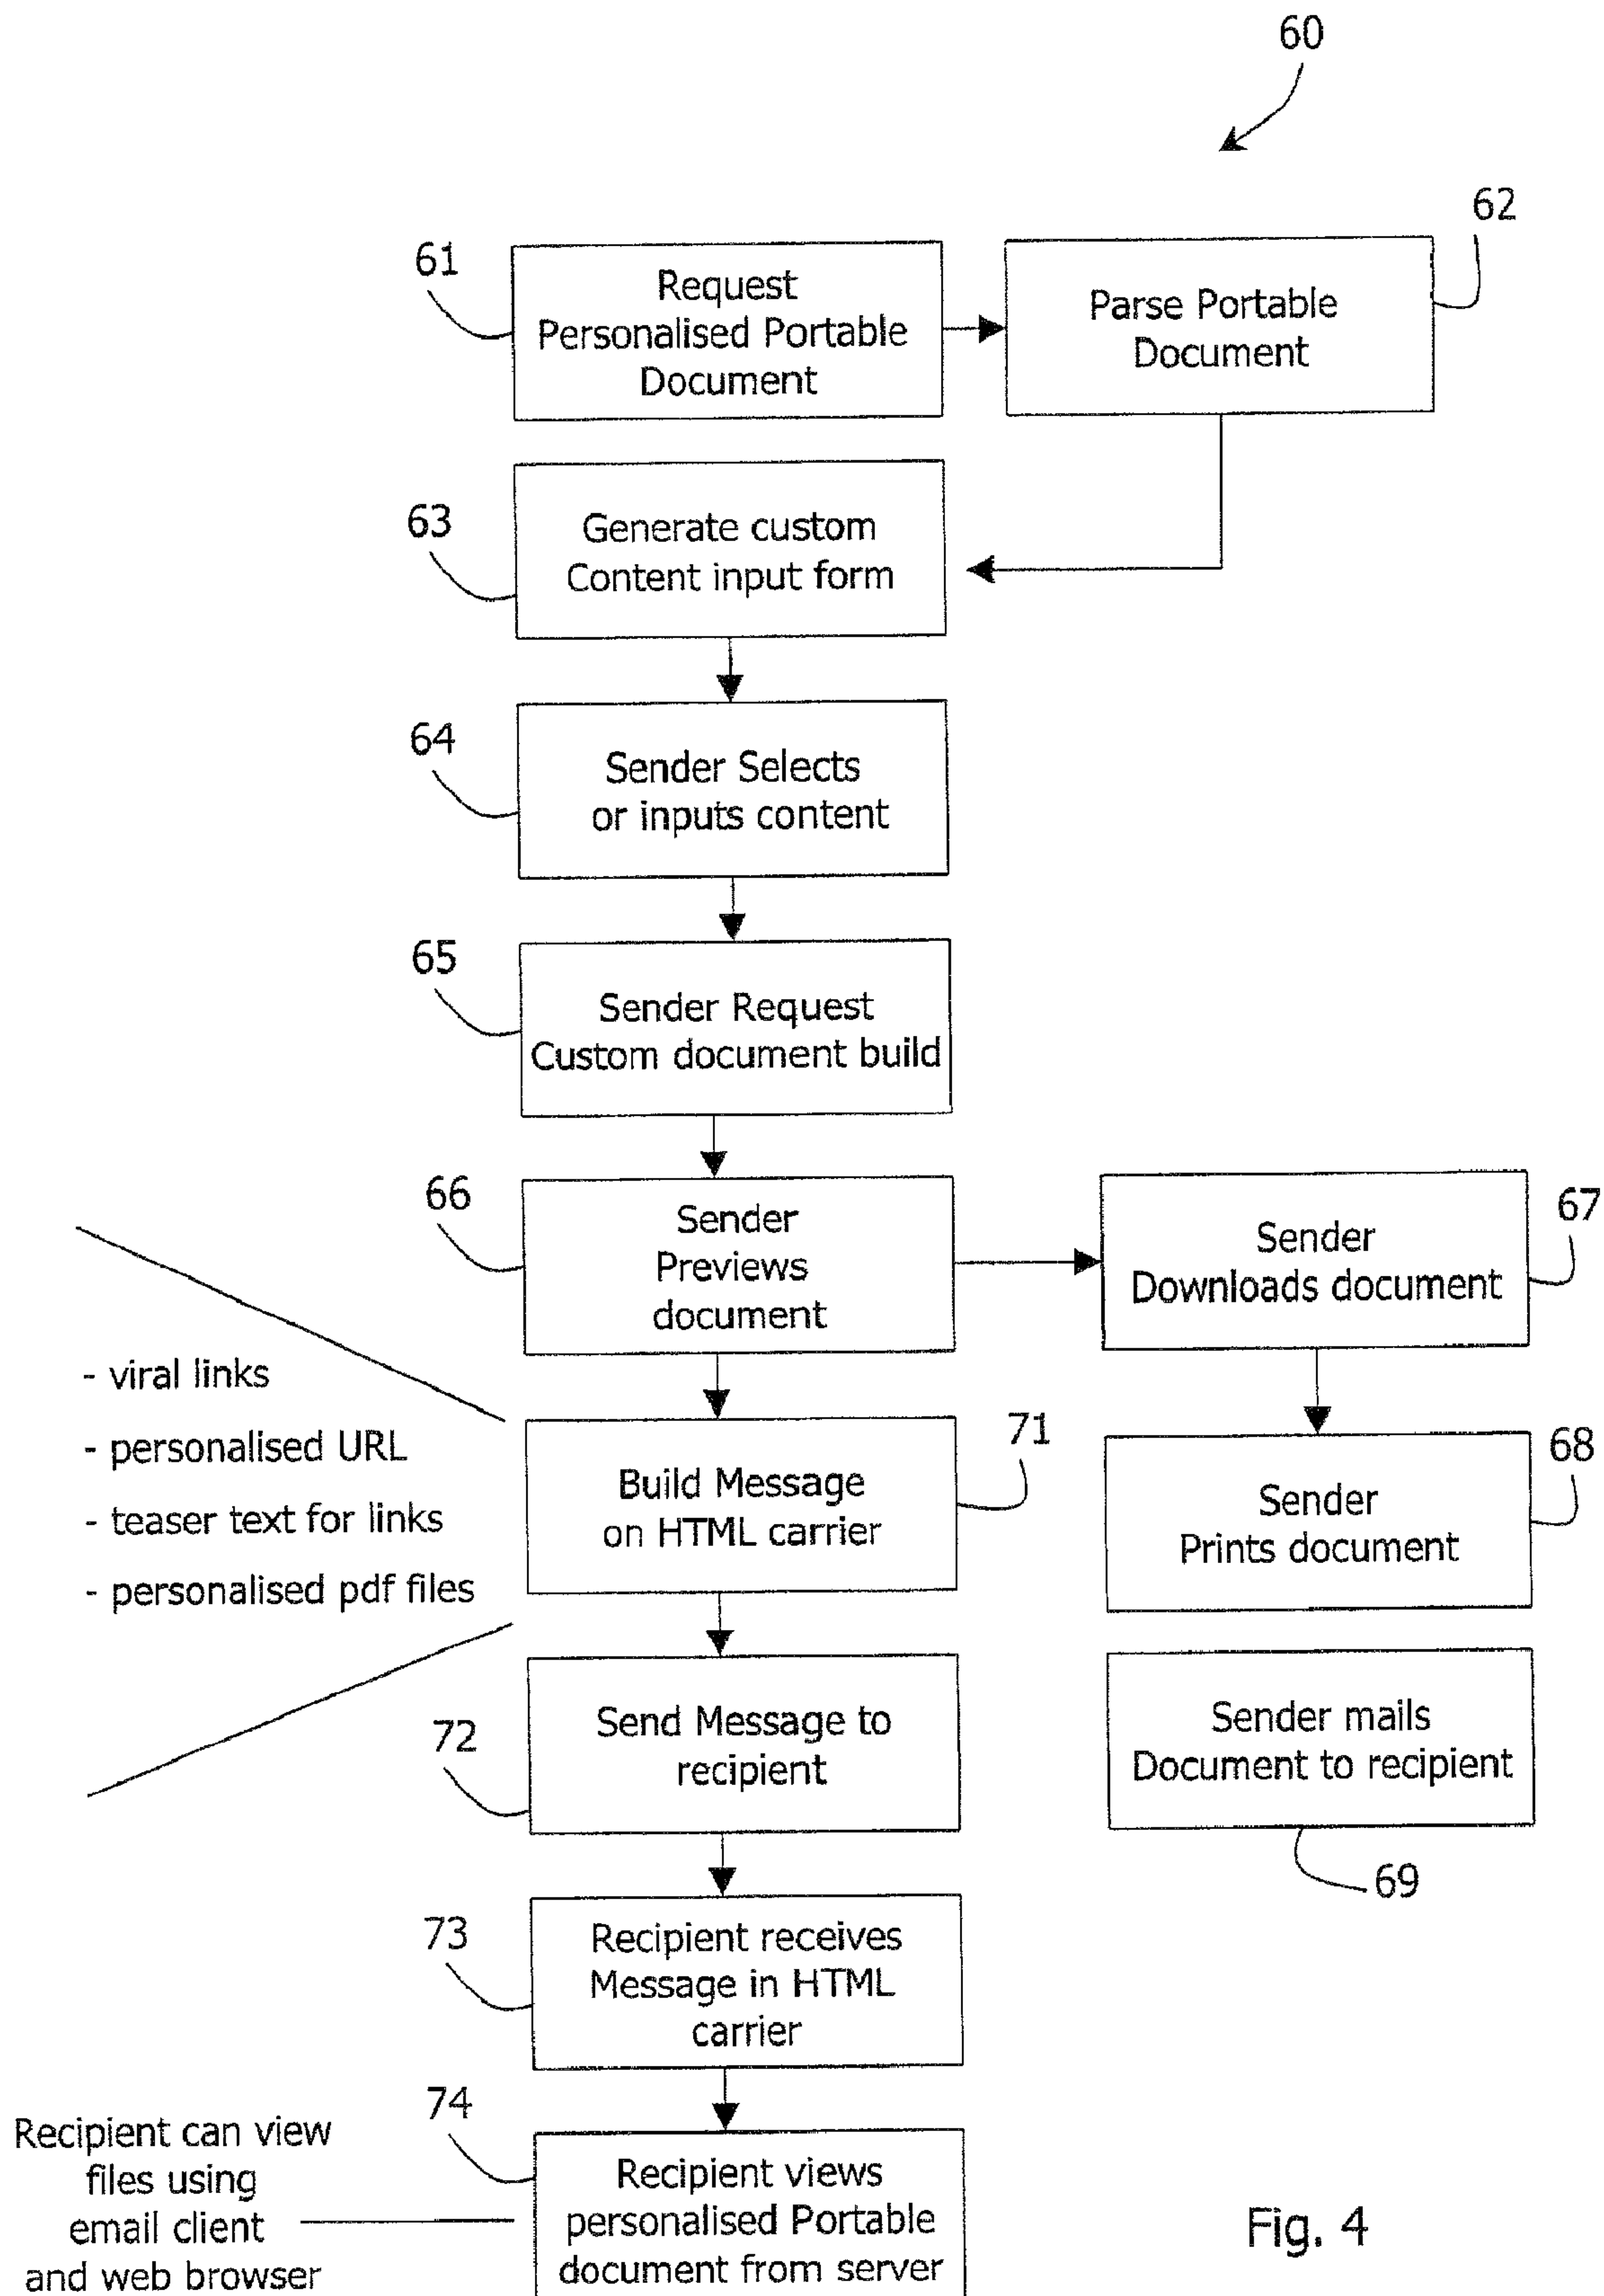 60
62
61
Request
Personalised Portable
Document
Parse Portable
Document
63
Generate custom
Content input form
64
Sender Selects
or inputs content
65
Sender Request
Custom document build
66
Sender
Previews
document
67
Sender
Downloads document
- viral links
- personalised URL
- teaser text for links
- personalised pdf files
71
Build Message
on HTML carrier
68
Sender
Prints document
72
Send Message to
recipient
Sender mails
Document to recipient
69
73
Recipient receives
Message in HTML
carrier
74
Recipient can view
files using
email client
and web browser
Recipient views
personalised Portable
document from server
Fig. 4